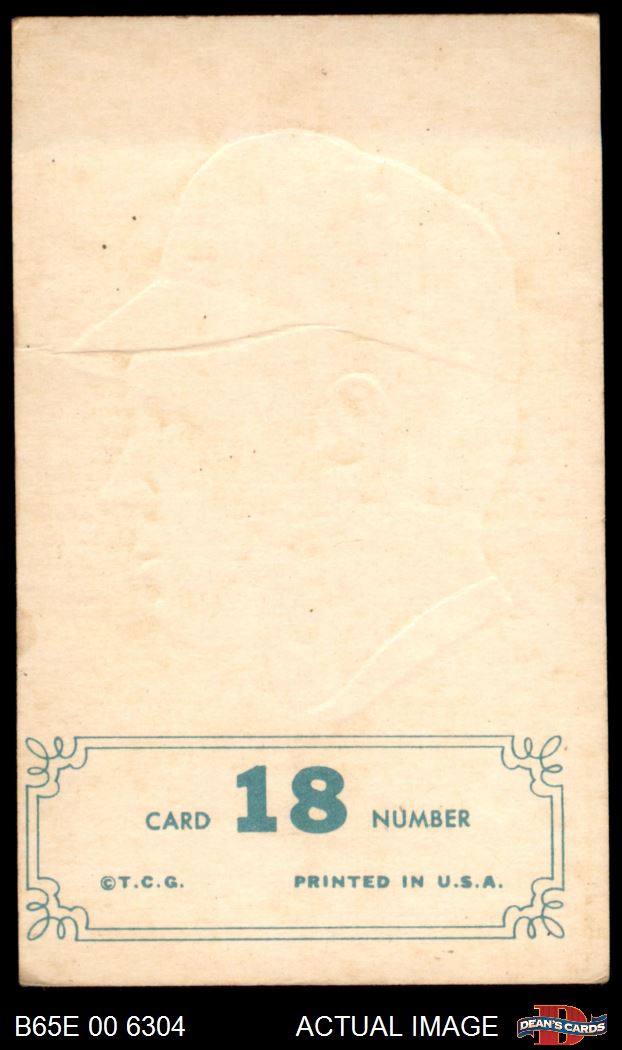 CARD 18 NUMBER
©T.C.G. PRINTED IN U.S.A.
B65E 00 6304 ACTUAL IMAGE DEAN'S CARDS